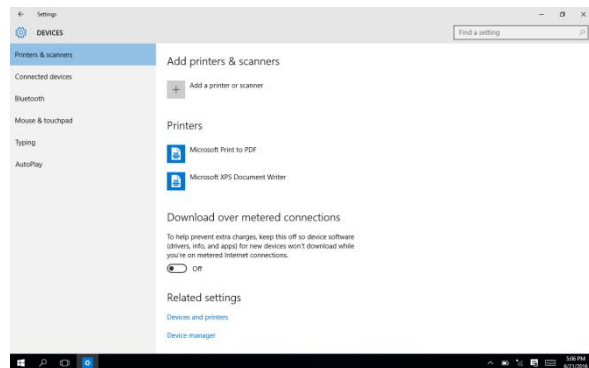 Settings
DEVICES
Find a setting
Printers & scanners
Connected devices
Bluetooth
Mouse & touchpad
Typing
AutoPlay
Add printers & scanners
Add a printer or scanner
Printers
Microsoft Print to PDF
Microsoft XPS Document Writer
Download over metered connections
To help prevent extra charges, keep this off so device software
(drivers, info, and apps) for new devices won't download while
you're on metered Internet connections.
Off
Related settings
Devices and printers
Device manager
5:06 PM
6/21/2016